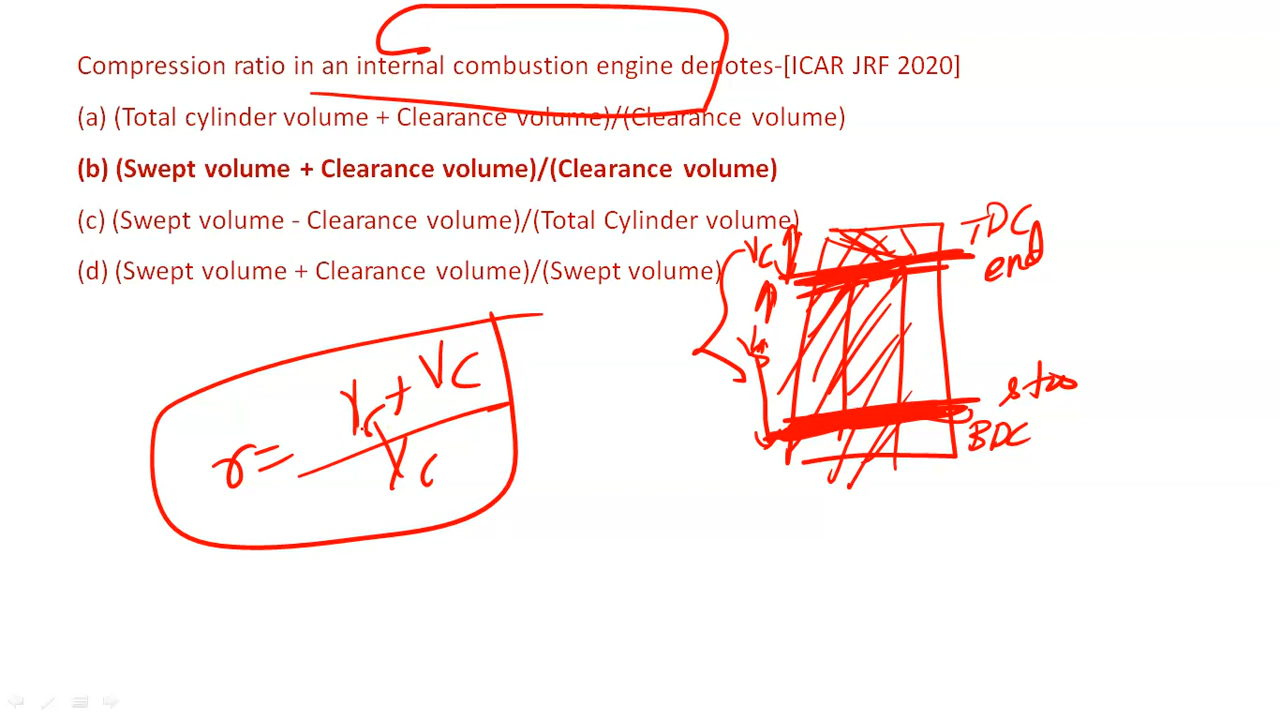 Compression ratio in an internal combustion engine denotes-[ICAR JRF 2020]
(a) (Total cylinder volume + Clearance volume)/(Clearance volume)
(b) (Swept volume + Clearance volume)/(Clearance volume)
(c) (Swept volume - Clearance volume)/(Total Cylinder volume)
(d) (Swept volume + Clearance volume)/(Swept volume)
TDC
end
Vc
BDC
r = 
+ Vc
Vc